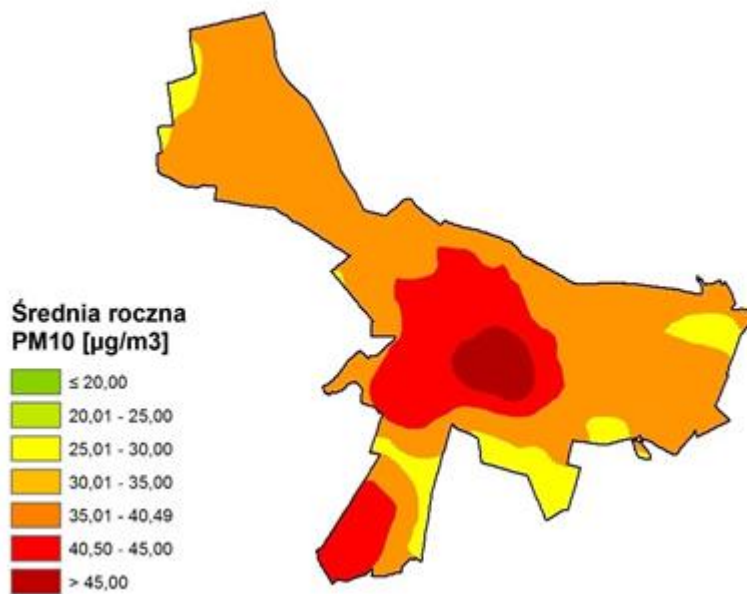 Średnia roczna
PM10 [µg/m3]
≤ 20,00
20,01 - 25,00
25,01 - 30,00
30,01 - 35,00
35,01 - 40,49
40,50 - 45,00
> 45,00